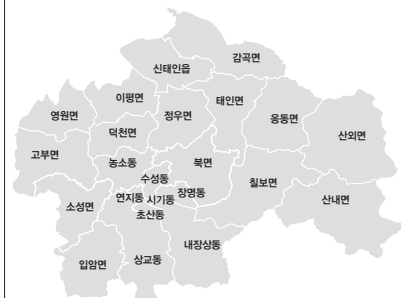 감곡면
신태인읍
이평면
정우면
태인면
영원면
옹동면
덕천면
산외면
고부면
농소동
북면
수성동
칠보면
연지동
시기동
장명동
산내면
소성면
초산동
내장상동
입암면
상교동